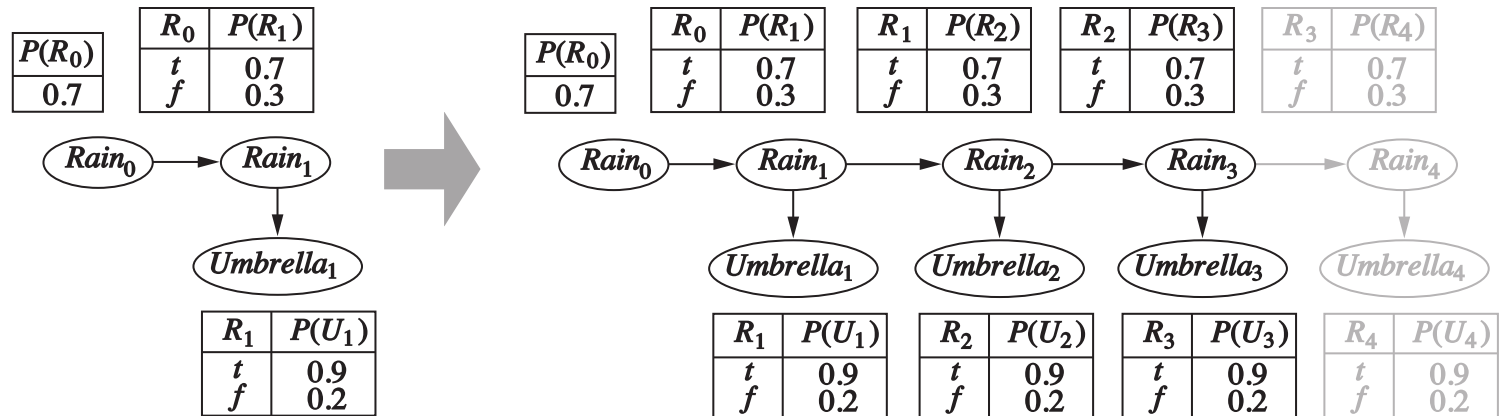 P(R₀)
0.7
R₀ P(R₁)
t 0.7
f 0.3
Rain₀
Rain₁
Umbrella₁
R₁ P(U₁)
t 0.9
f 0.2
P(R₀)
0.7
R₀ P(R₁)
t 0.7
f 0.3
R₁ P(R₂)
t 0.7
f 0.3
R₂ P(R₃)
t 0.7
f 0.3
R₃ P(R₄)
t 0.7
f 0.3
Rain₀
Rain₁
Rain₂
Rain₃
Rain₄
Umbrella₁
Umbrella₂
Umbrella₃
Umbrella₄
R₁ P(U₁)
t 0.9
f 0.2
R₂ P(U₂)
t 0.9
f 0.2
R₃ P(U₃)
t 0.9
f 0.2
R₄ P(U₄)
t 0.9
f 0.2